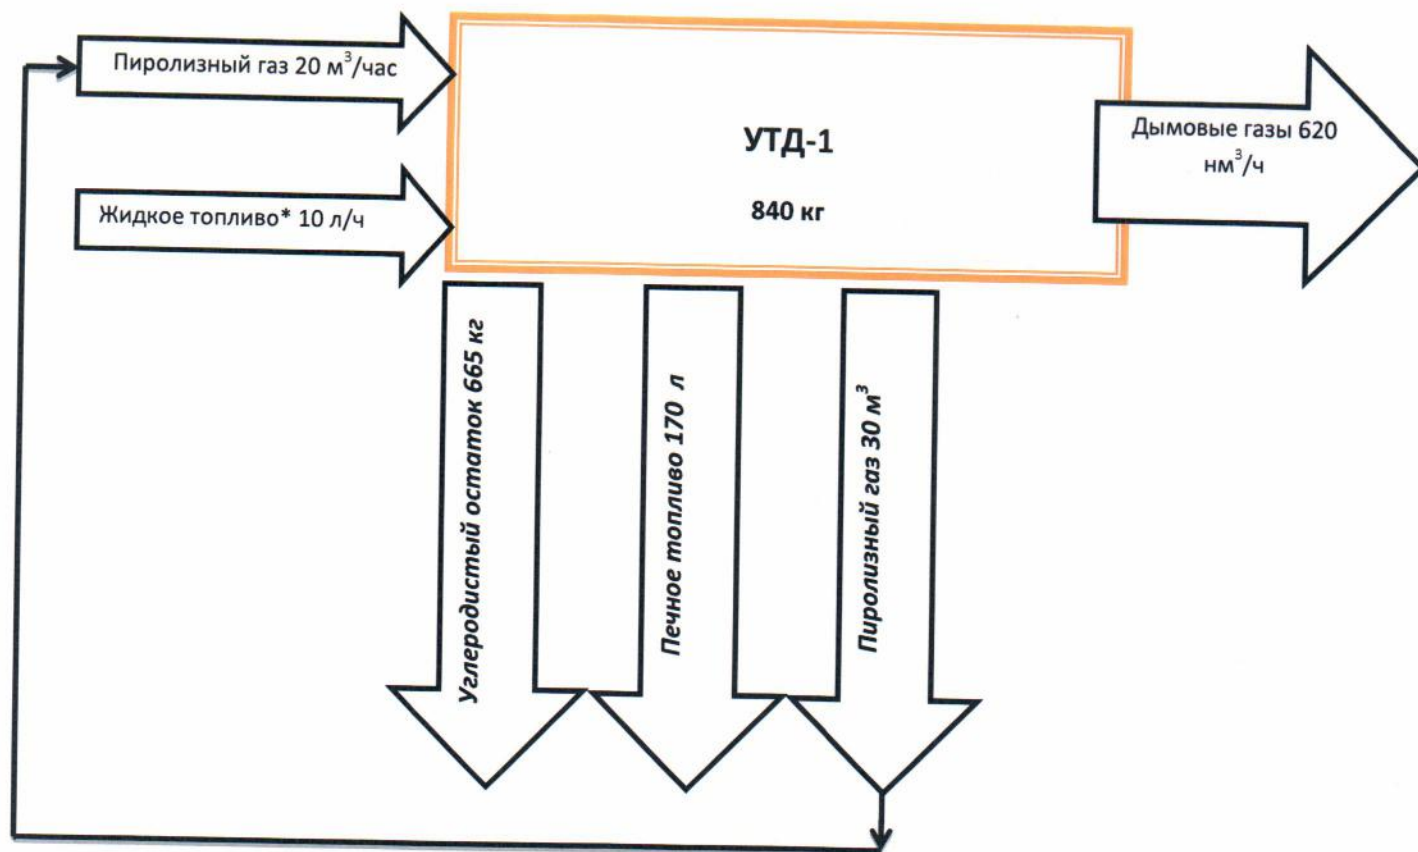 Пиролизный газ 20 м³/час
УТД-1
840 кг
Дымовые газы 620
нм³/ч
Жидкое топливо* 10 л/ч
Углеродистый остаток 665 кг
Печное топливо 170 л
Пиролизный газ 30 м³